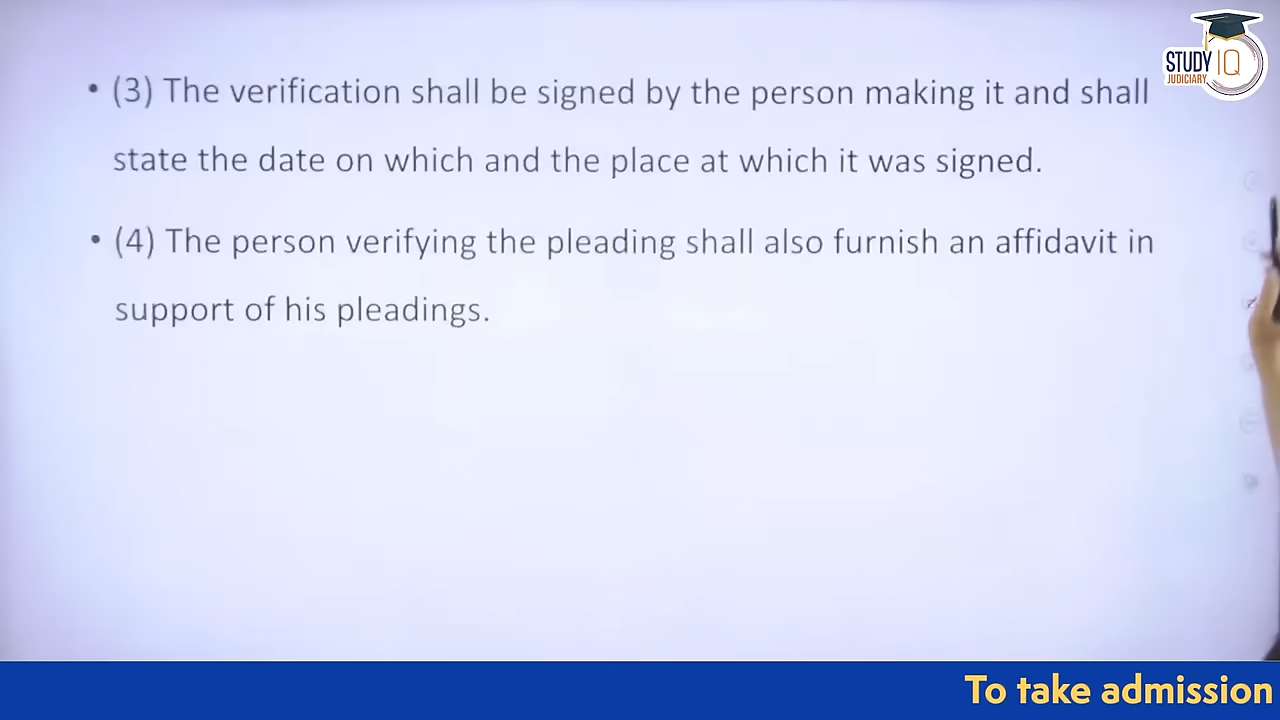 STUDY IQ
JUDICIARY
• (3) The verification shall be signed by the person making it and shall
state the date on which and the place at which it was signed.
• (4) The person verifying the pleading shall also furnish an affidavit in
support of his pleadings.
To take admission